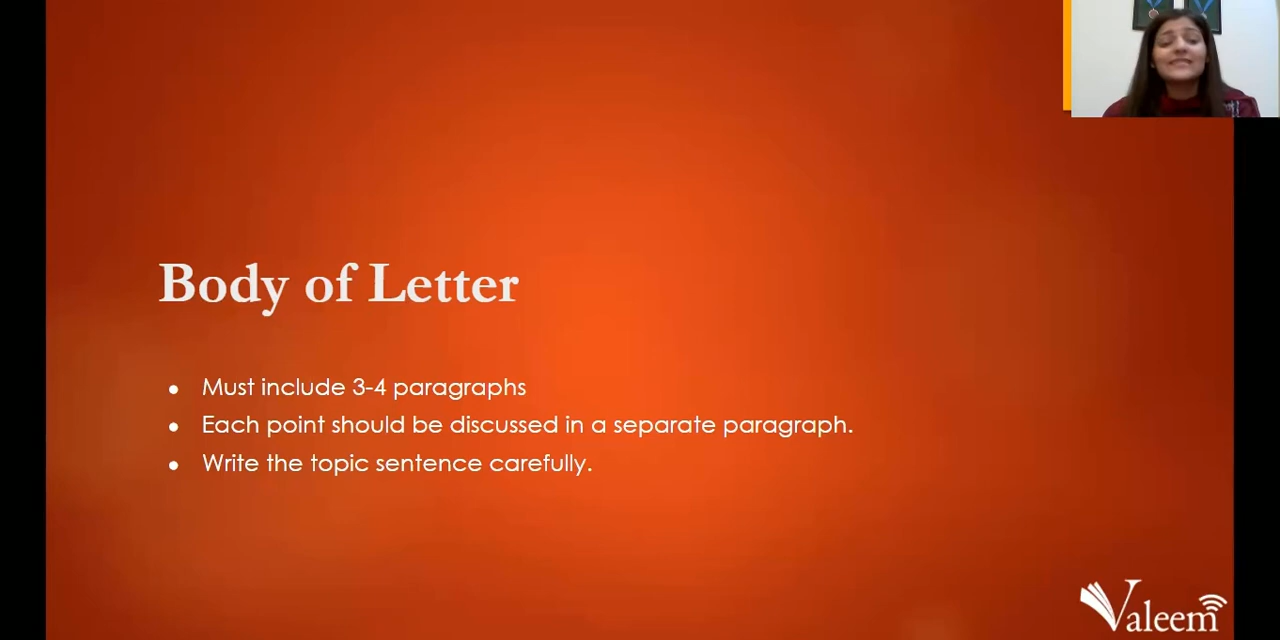 Body of Letter
Must include 3-4 paragraphs
Each point should be discussed in a separate paragraph.
Write the topic sentence carefully.
Valeem